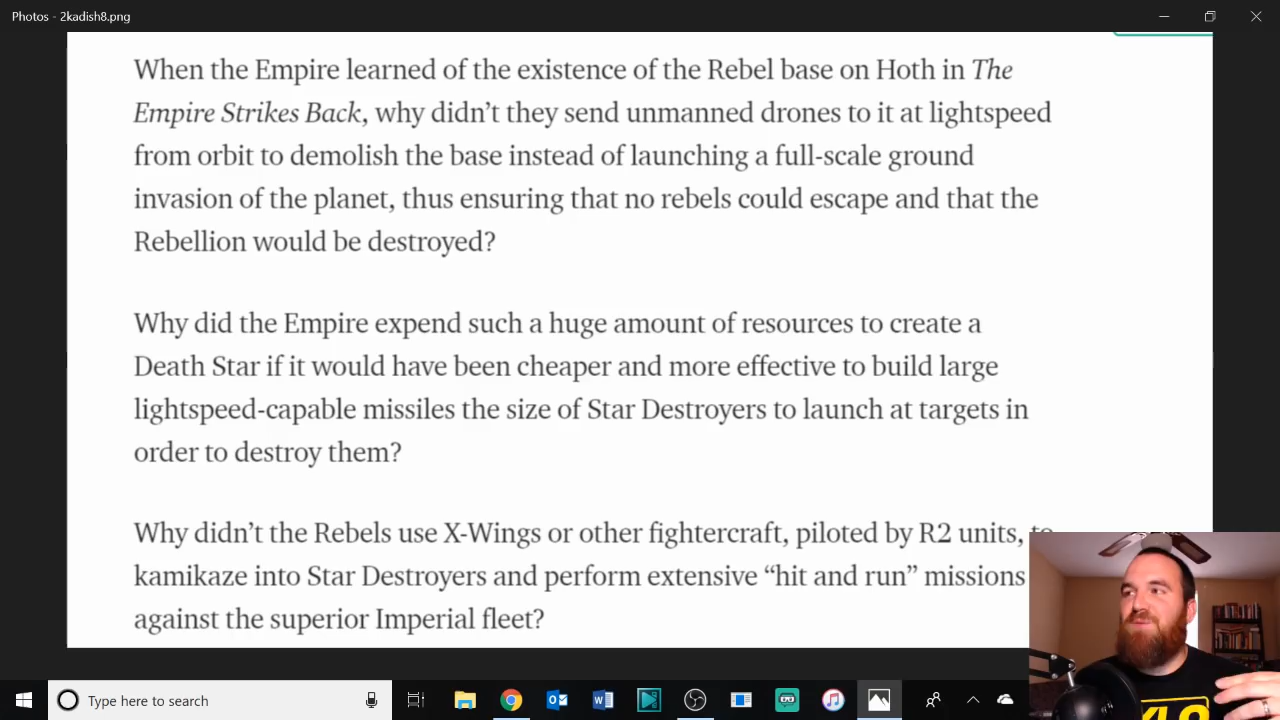 Photos - 2kadish8.png
When the Empire learned of the existence of the Rebel base on Hoth in The
Empire Strikes Back, why didn’t they send unmanned drones to it at lightspeed
from orbit to demolish the base instead of launching a full-scale ground
invasion of the planet, thus ensuring that no rebels could escape and that the
Rebellion would be destroyed?
Why did the Empire expend such a huge amount of resources to create a
Death Star if it would have been cheaper and more effective to build large
lightspeed-capable missiles the size of Star Destroyers to launch at targets in
order to destroy them?
Why didn’t the Rebels use X-Wings or other fightercraft, piloted by R2 units, to
kamikaze into Star Destroyers and perform extensive “hit and run” missions
against the superior Imperial fleet?
Type here to search